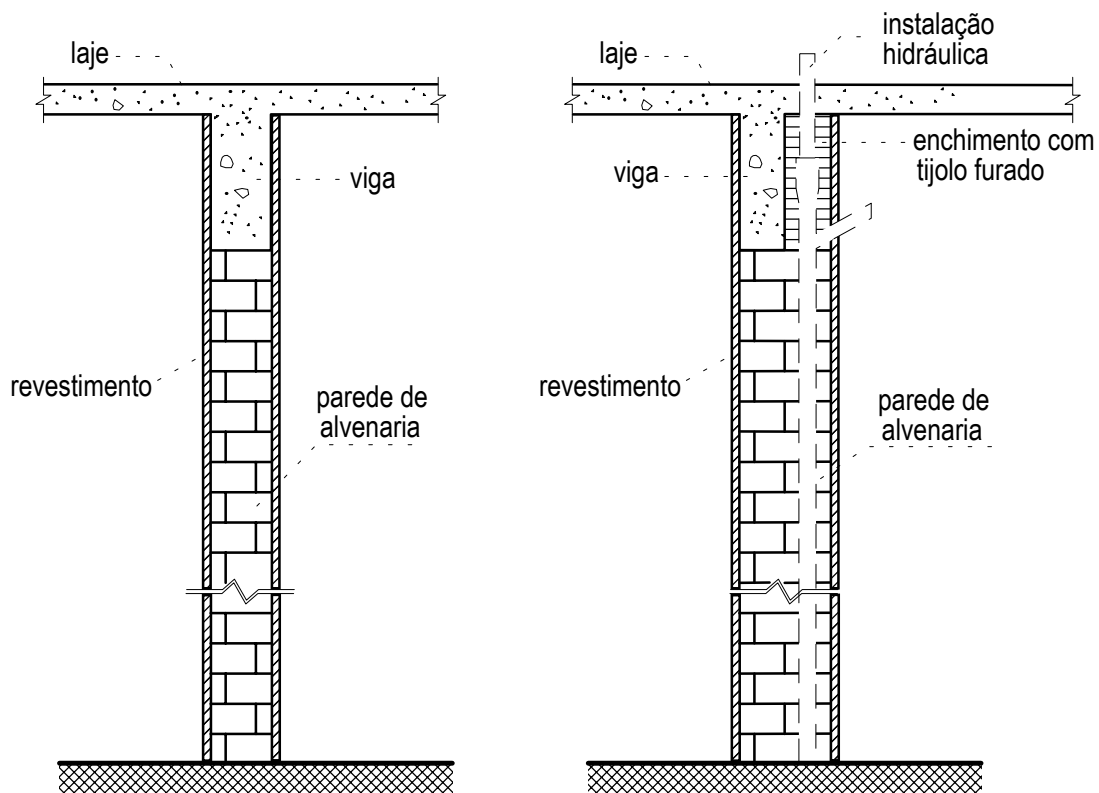 laje
viga
revestimento
parede de
alvenaria
instalação
hidráulica
laje
enchimento com
tijolo furado
viga
revestimento
parede de
alvenaria